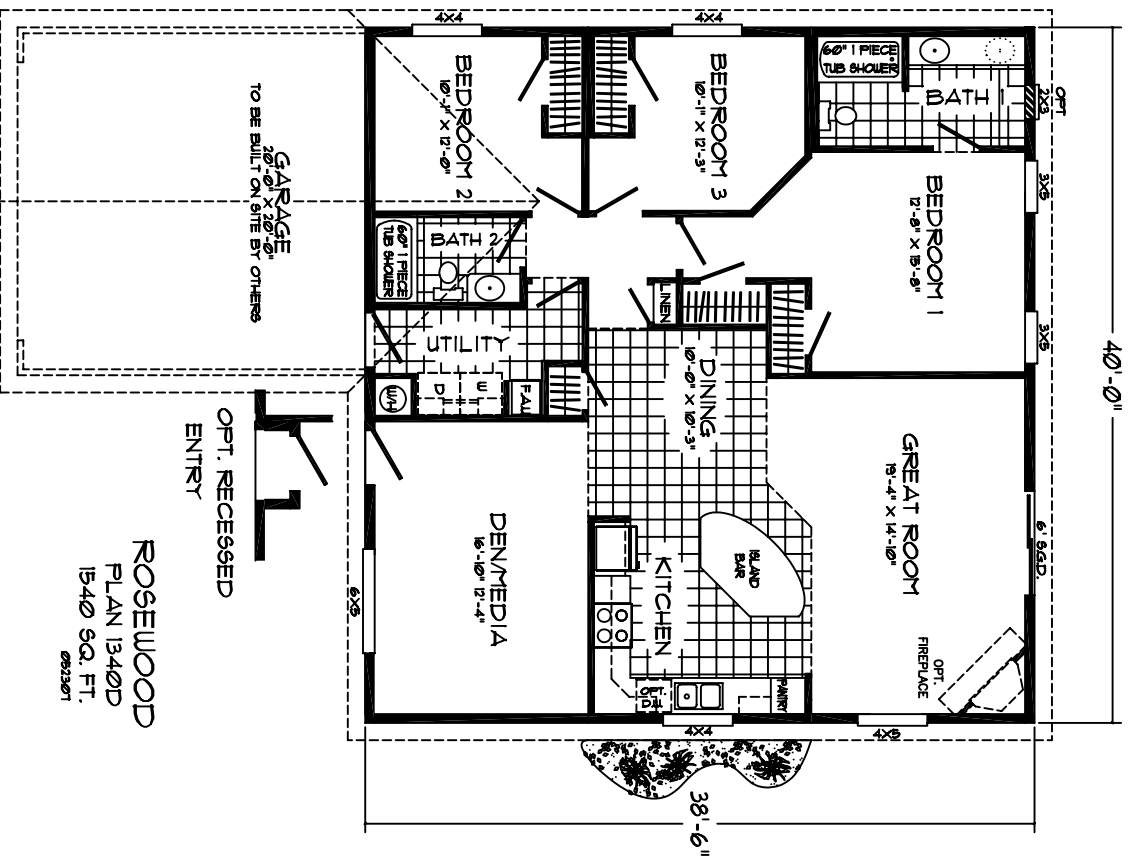 4X4
4X4
60" 1 PIECE
TUB SHOWER
BATH 1
OPT
2X3
BEDROOM 2
10'-1" X 12'-0"
BEDROOM 3
10'-1" X 12'-3"
BEDROOM 1
12'-8" X 15'-8"
3X5
3X5
GARAGE
20'-0" X 20'-0"
TO BE BUILT ON SITE BY OTHERS
BATH 2
60" 1 PIECE
TUB SHOWER
LINEN
UTILITY
W/H
D
W
FAU
DINING
10'-0" X 10'-3"
GREAT ROOM
19'-4" X 14'-10"
6' S.G.D.
40'-0"
OPT. RECESSED
ENTRY
DEN/MEDIA
16'-10" 12'-4"
KITCHEN
ISLAND
BAR
OPT.
FIREPLACE
OPT.
DW
PANTRY
6X5
4X4
4X5
38'-6"
ROSEWOOD
PLAN 1340D
1540 SQ. FT.
052307